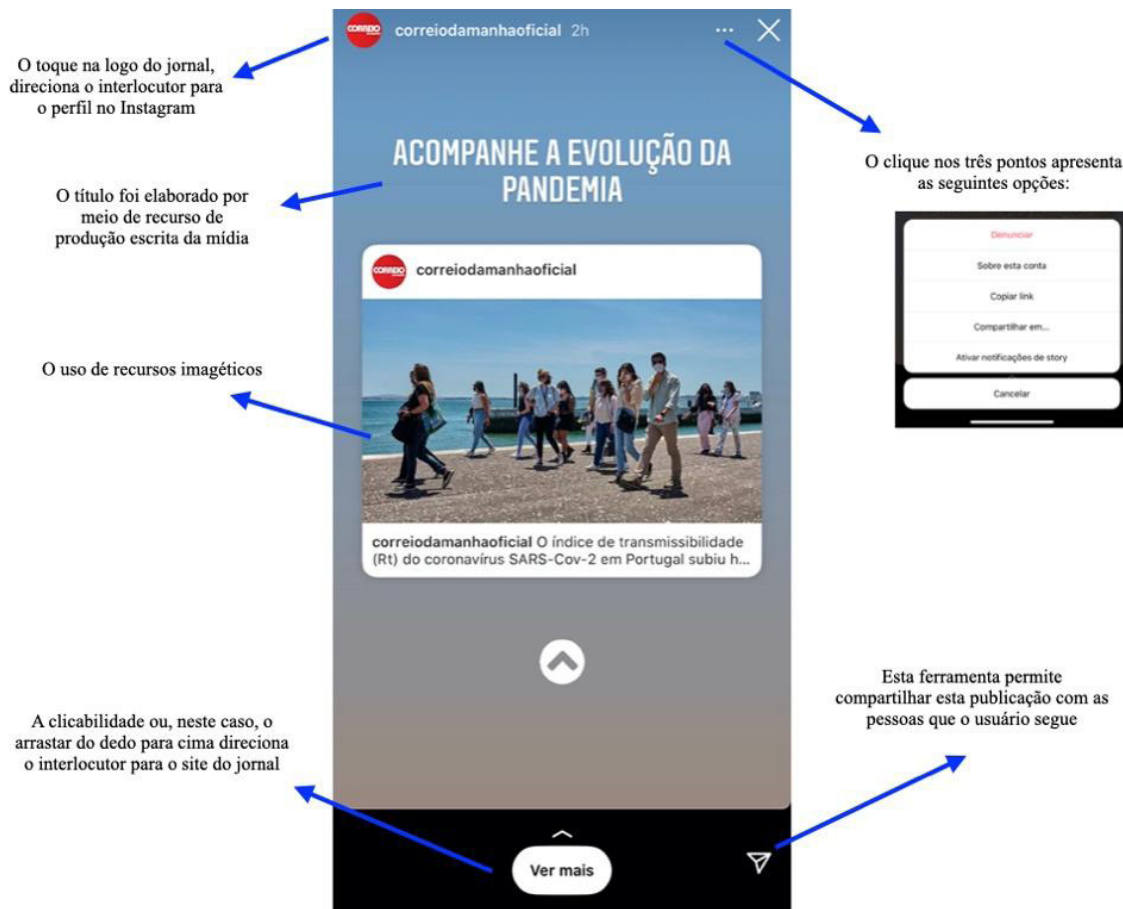 CORREIO
correiodamanhaoficial 2h
O toque na logo do jornal,
direciona o interlocutor para
o perfil no Instagram
ACOMPANHE A EVOLUÇÃO DA
PANDEMIA
O clique nos três pontos apresenta
as seguintes opções:
O título foi elaborado por
meio de recurso de
produção escrita da mídia
Denunciar
Sobre esta conta
Copiar link
Compartilhar em...
Ativar notificações de story
Cancelar
CORREIO
correiodamanhaoficial
O uso de recursos imagéticos
correiodamanhaoficial O índice de transmissibilidade
(Rt) do coronavírus SARS-Cov-2 em Portugal subiu h...
A clicabilidade ou, neste caso, o
arrastar do dedo para cima direciona
o interlocutor para o site do jornal
Esta ferramenta permite
compartilhar esta publicação com as
pessoas que o usuário segue
Ver mais